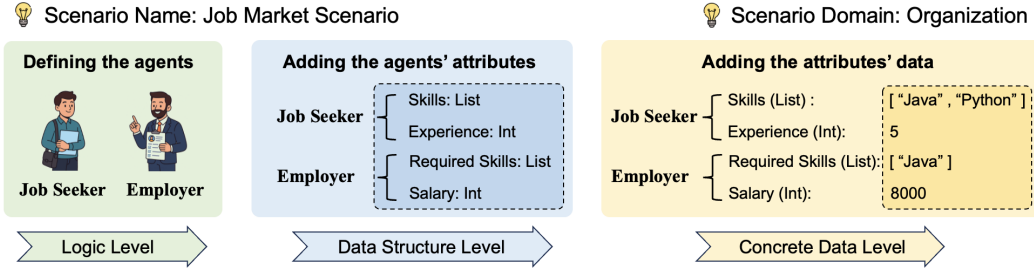 Scenario Name: Job Market Scenario
Scenario Domain: Organization
Defining the agents
Job Seeker
Employer
Logic Level
Adding the agents' attributes
Job Seeker
Skills: List
Experience: Int
Employer
Required Skills: List
Salary: Int
Data Structure Level
Adding the attributes' data
Job Seeker
Skills (List) : [ “Java” , “Python” ]
Experience (Int): 5
Employer
Required Skills (List): [ “Java” ]
Salary (Int): 8000
Concrete Data Level